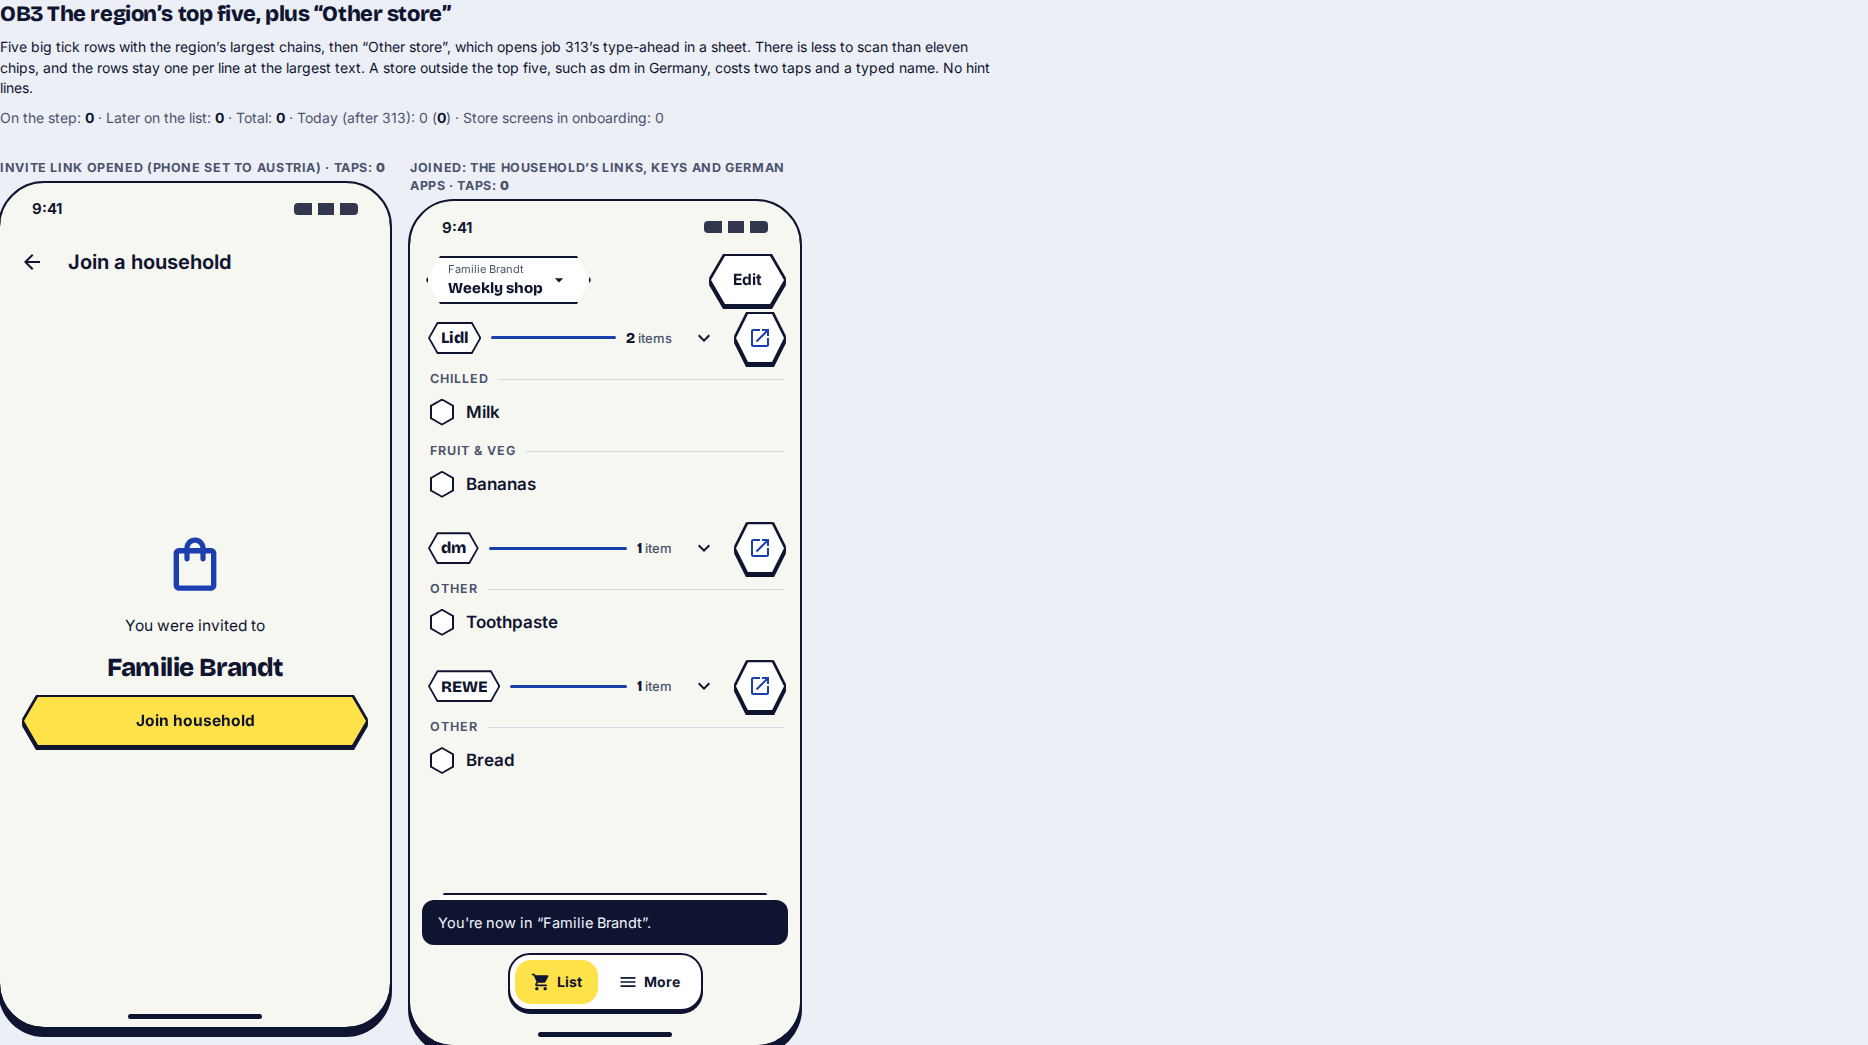 OB3 The region’s top five, plus “Other store”
Five big tick rows with the region’s largest chains, then “Other store”, which opens job 313’s type-ahead in a sheet. There is less to scan than eleven
chips, and the rows stay one per line at the largest text. A store outside the top five, such as dm in Germany, costs two taps and a typed name. No hint
lines.
On the step: 0 · Later on the list: 0 · Total: 0 · Today (after 313): 0 (0) · Store screens in onboarding: 0
INVITE LINK OPENED (PHONE SET TO AUSTRIA) · TAPS: 0
9:41
Join a household
You were invited to
Familie Brandt
Join household
JOINED: THE HOUSEHOLD’S LINKS, KEYS AND GERMAN
APPS · TAPS: 0
9:41
Familie Brandt
Weekly shop
Edit
Lidl
2 items
CHILLED
Milk
FRUIT & VEG
Bananas
dm
1 item
OTHER
Toothpaste
REWE
1 item
OTHER
Bread
You're now in “Familie Brandt”.
List
More